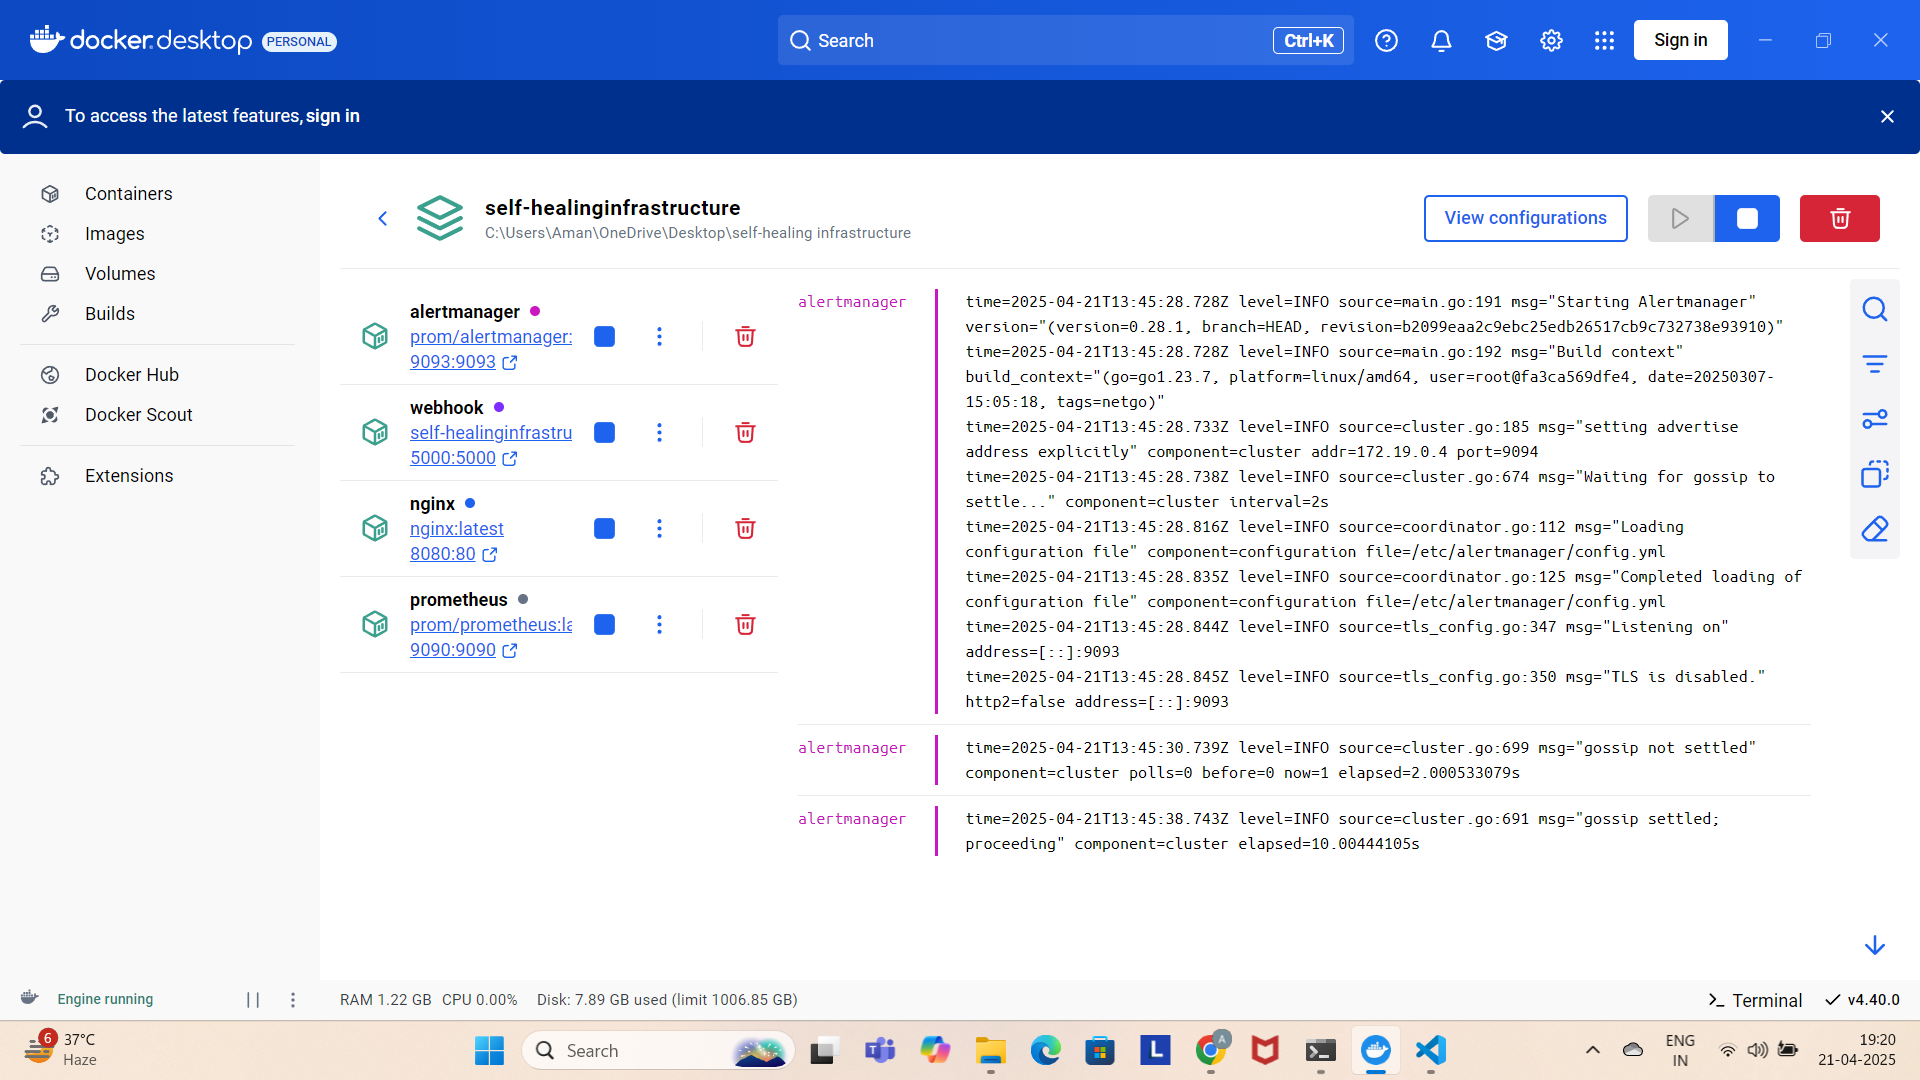 docker.desktop PERSONAL
Search
Ctrl+K
Sign in
To access the latest features, sign in
Containers
Images
Volumes
Builds
Docker Hub
Docker Scout
Extensions
self-healinginfrastructure
C:\Users\Aman\OneDrive\Desktop\self-healing infrastructure
View configurations
alertmanager
prom/alertmanager:
9093:9093
webhook
self-healinginfrastru
5000:5000
nginx
nginx:latest
8080:80
prometheus
prom/prometheus:la
9090:9090
alertmanager
time=2025-04-21T13:45:28.728Z level=INFO source=main.go:191 msg="Starting Alertmanager"
version="(version=0.28.1, branch=HEAD, revision=b2099eaa2c9ebc25edb26517cb9c732738e93910)"
time=2025-04-21T13:45:28.728Z level=INFO source=main.go:192 msg="Build context"
build_context="(go=go1.23.7, platform=linux/amd64, user=root@fa3ca569dfe4, date=20250307-
15:05:18, tags=netgo)"
time=2025-04-21T13:45:28.733Z level=INFO source=cluster.go:185 msg="setting advertise
address explicitly" component=cluster addr=172.19.0.4 port=9094
time=2025-04-21T13:45:28.738Z level=INFO source=cluster.go:674 msg="Waiting for gossip to
settle..." component=cluster interval=2s
time=2025-04-21T13:45:28.816Z level=INFO source=coordinator.go:112 msg="Loading
configuration file" component=configuration file=/etc/alertmanager/config.yml
time=2025-04-21T13:45:28.835Z level=INFO source=coordinator.go:125 msg="Completed loading of
configuration file" component=configuration file=/etc/alertmanager/config.yml
time=2025-04-21T13:45:28.844Z level=INFO source=tls_config.go:347 msg="Listening on"
address=[::]:9093
time=2025-04-21T13:45:28.845Z level=INFO source=tls_config.go:350 msg="TLS is disabled."
http2=false address=[::]:9093
alertmanager
time=2025-04-21T13:45:30.739Z level=INFO source=cluster.go:699 msg="gossip not settled"
component=cluster polls=0 before=0 now=1 elapsed=2.000533079s
alertmanager
time=2025-04-21T13:45:38.743Z level=INFO source=cluster.go:691 msg="gossip settled;
proceeding" component=cluster elapsed=10.00444105s
Engine running
RAM 1.22 GB CPU 0.00% Disk: 7.89 GB used (limit 1006.85 GB)
Terminal
v4.40.0
6
37°C
Haze
Search
L
A
ENG
IN
19:20
21-04-2025